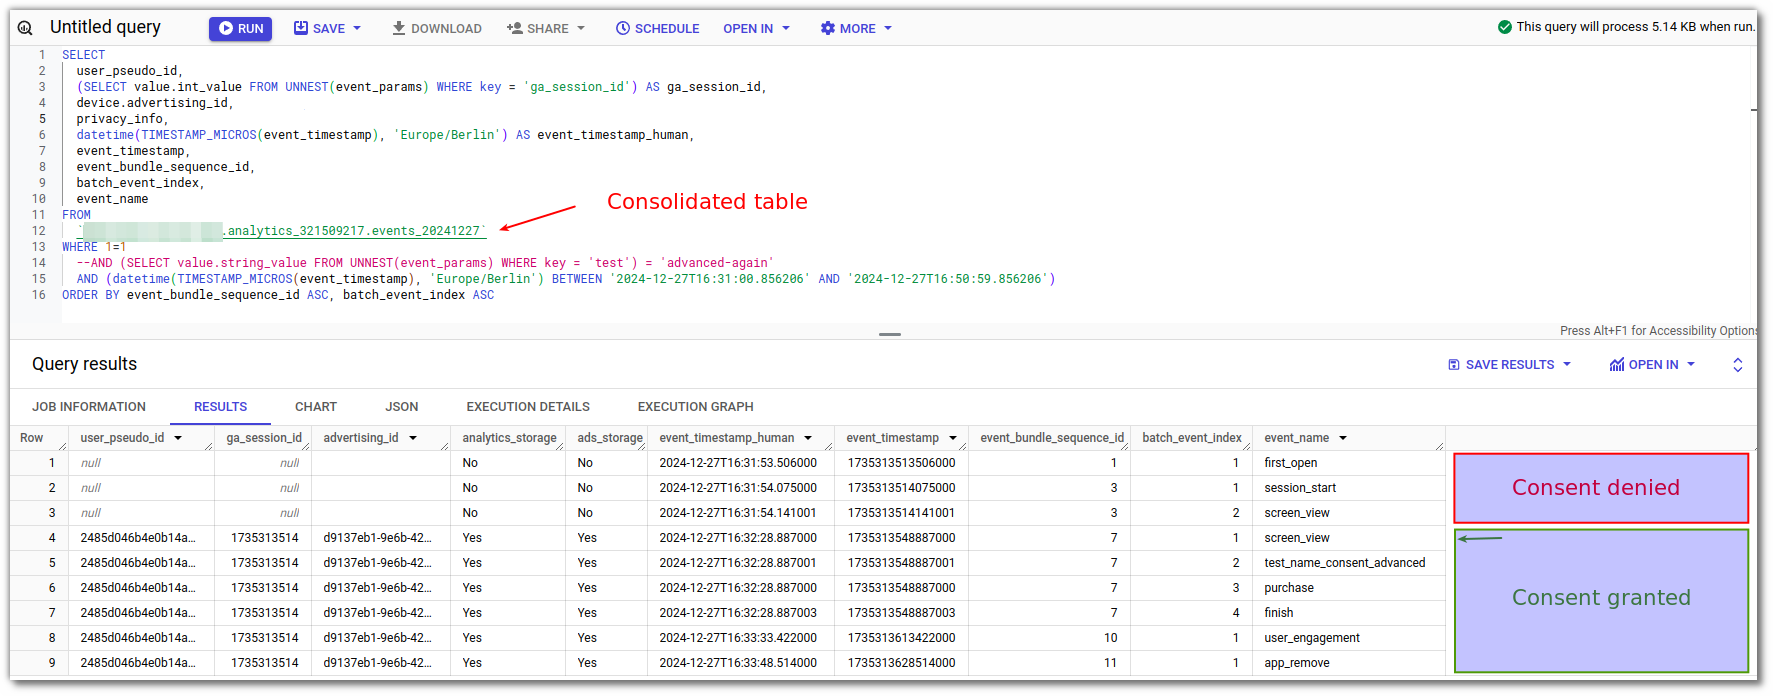 Untitled query RUN SAVE DOWNLOAD SHARE SCHEDULE OPEN IN MORE This query will process 5.14 KB when run.
1 SELECT
2 user_pseudo_id,
3 (SELECT value.int_value FROM UNNEST(event_params) WHERE key = 'ga_session_id') AS ga_session_id,
4 device.advertising_id,
5 privacy_info,
6 datetime(TIMESTAMP_MICROS(event_timestamp), 'Europe/Berlin') AS event_timestamp_human,
7 event_timestamp,
8 event_bundle_sequence_id,
9 batch_event_index,
10 event_name
Consolidated table
11 FROM
12 ` .analytics_321509217.events_20241227`
13 WHERE 1=1
14 --AND (SELECT value.string_value FROM UNNEST(event_params) WHERE key = 'test') = 'advanced-again'
15 AND (datetime(TIMESTAMP_MICROS(event_timestamp), 'Europe/Berlin') BETWEEN '2024-12-27T16:31:00.856206' AND '2024-12-27T16:50:59.856206')
16 ORDER BY event_bundle_sequence_id ASC, batch_event_index ASC
Press Alt+F1 for Accessibility Options
Query results SAVE RESULTS OPEN IN
JOB INFORMATION RESULTS CHART JSON EXECUTION DETAILS EXECUTION GRAPH
Row user_pseudo_id ga_session_id advertising_id analytics_storage ads_storage event_timestamp_human event_timestamp event_bundle_sequence_id batch_event_index event_name
1 null null No No 2024-12-27T16:31:53.506000 1735313513506000 1 1 first_open
2 null null No No 2024-12-27T16:31:54.075000 1735313514075000 3 1 session_start
Consent denied
3 null null No No 2024-12-27T16:31:54.141001 1735313514141001 3 2 screen_view
4 2485d046b4e0b14a... 1735313514 d9137eb1-9e6b-42... Yes Yes 2024-12-27T16:32:28.887000 1735313548887000 7 1 screen_view
5 2485d046b4e0b14a... 1735313514 d9137eb1-9e6b-42... Yes Yes 2024-12-27T16:32:28.887001 1735313548887001 7 2 test_name_consent_advanced
6 2485d046b4e0b14a... 1735313514 d9137eb1-9e6b-42... Yes Yes 2024-12-27T16:32:28.887000 1735313548887000 7 3 purchase
Consent granted
7 2485d046b4e0b14a... 1735313514 d9137eb1-9e6b-42... Yes Yes 2024-12-27T16:32:28.887003 1735313548887003 7 4 finish
8 2485d046b4e0b14a... 1735313514 d9137eb1-9e6b-42... Yes Yes 2024-12-27T16:33:33.422000 1735313613422000 10 1 user_engagement
9 2485d046b4e0b14a... 1735313514 d9137eb1-9e6b-42... Yes Yes 2024-12-27T16:33:48.514000 1735313628514000 11 1 app_remove